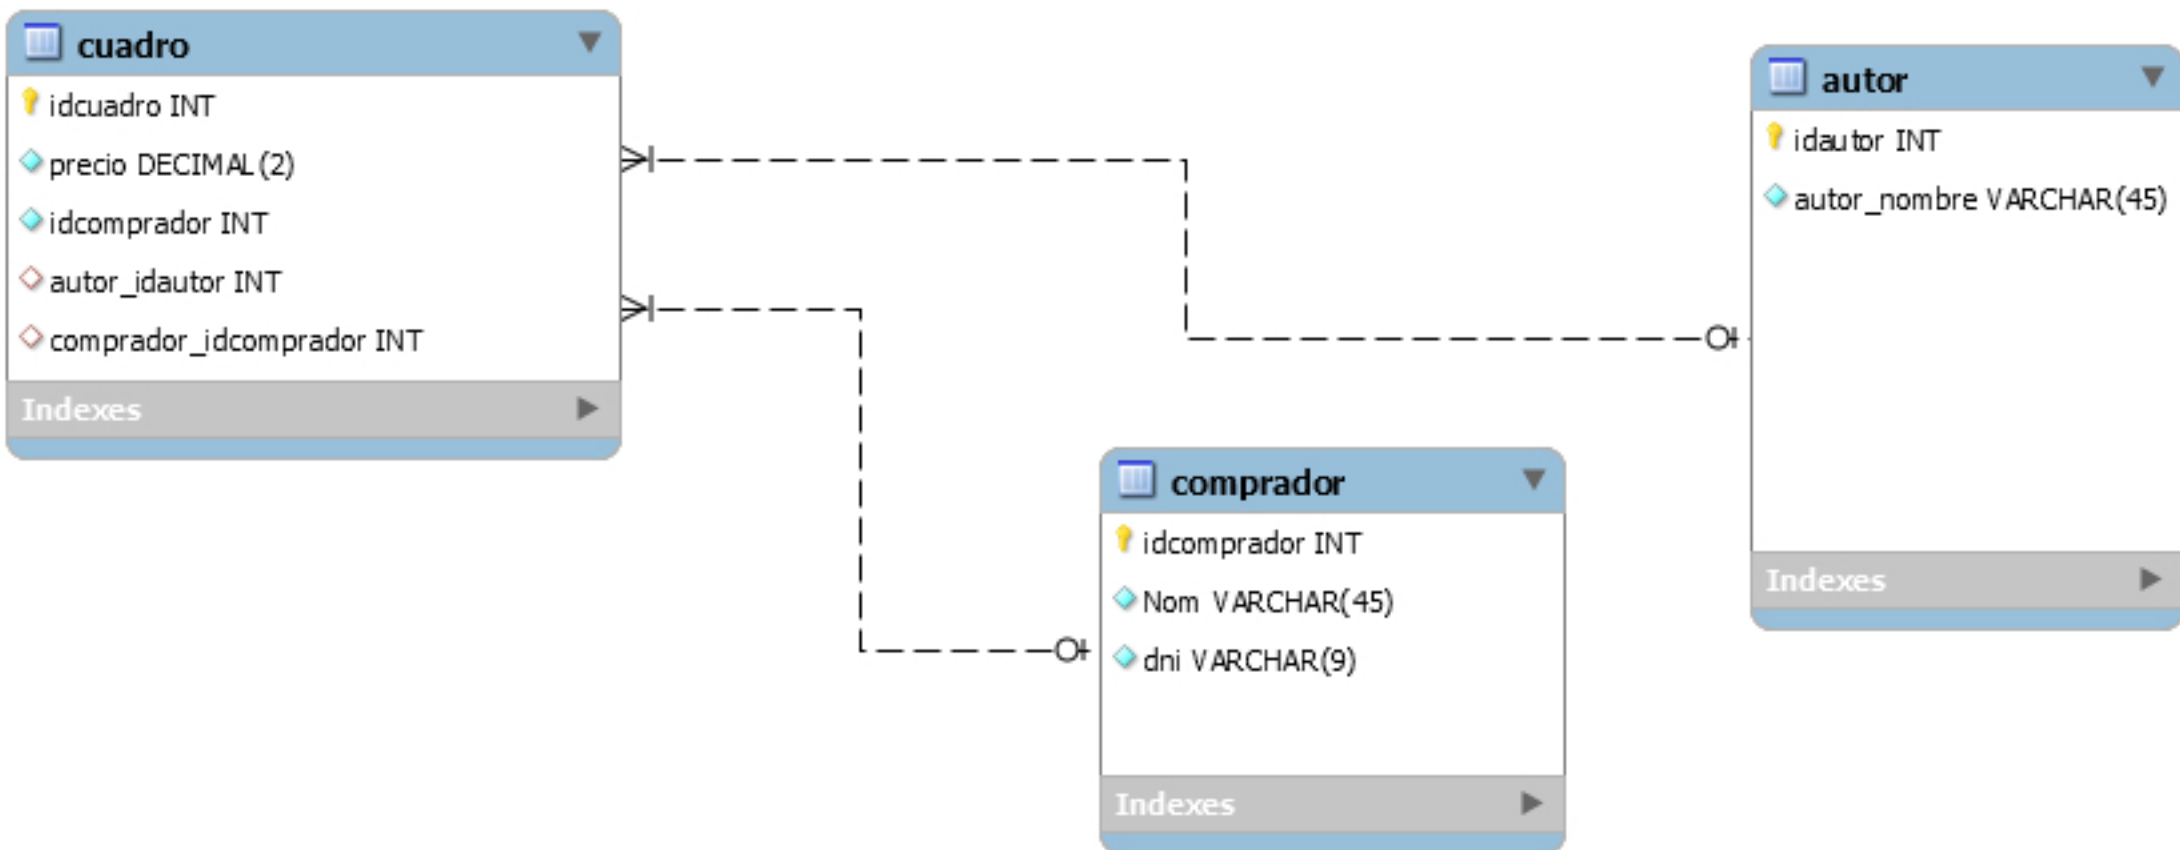 cuadro
idcuadro INT
precio DECIMAL(2)
idcomprador INT
autor_idautor INT
comprador_idcomprador INT
Indexes
autor
idautor INT
autor_nombre VARCHAR(45)
Indexes
comprador
idcomprador INT
Nom VARCHAR(45)
dni VARCHAR(9)
Indexes